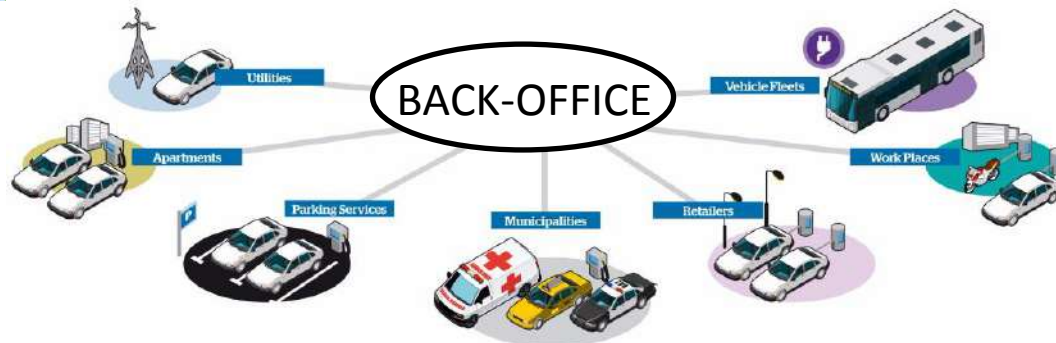 BACK-OFFICE
Utilities
Vehicle Fleets
Apartments
Work Places
Parking Services
Municipalities
Retailers
P